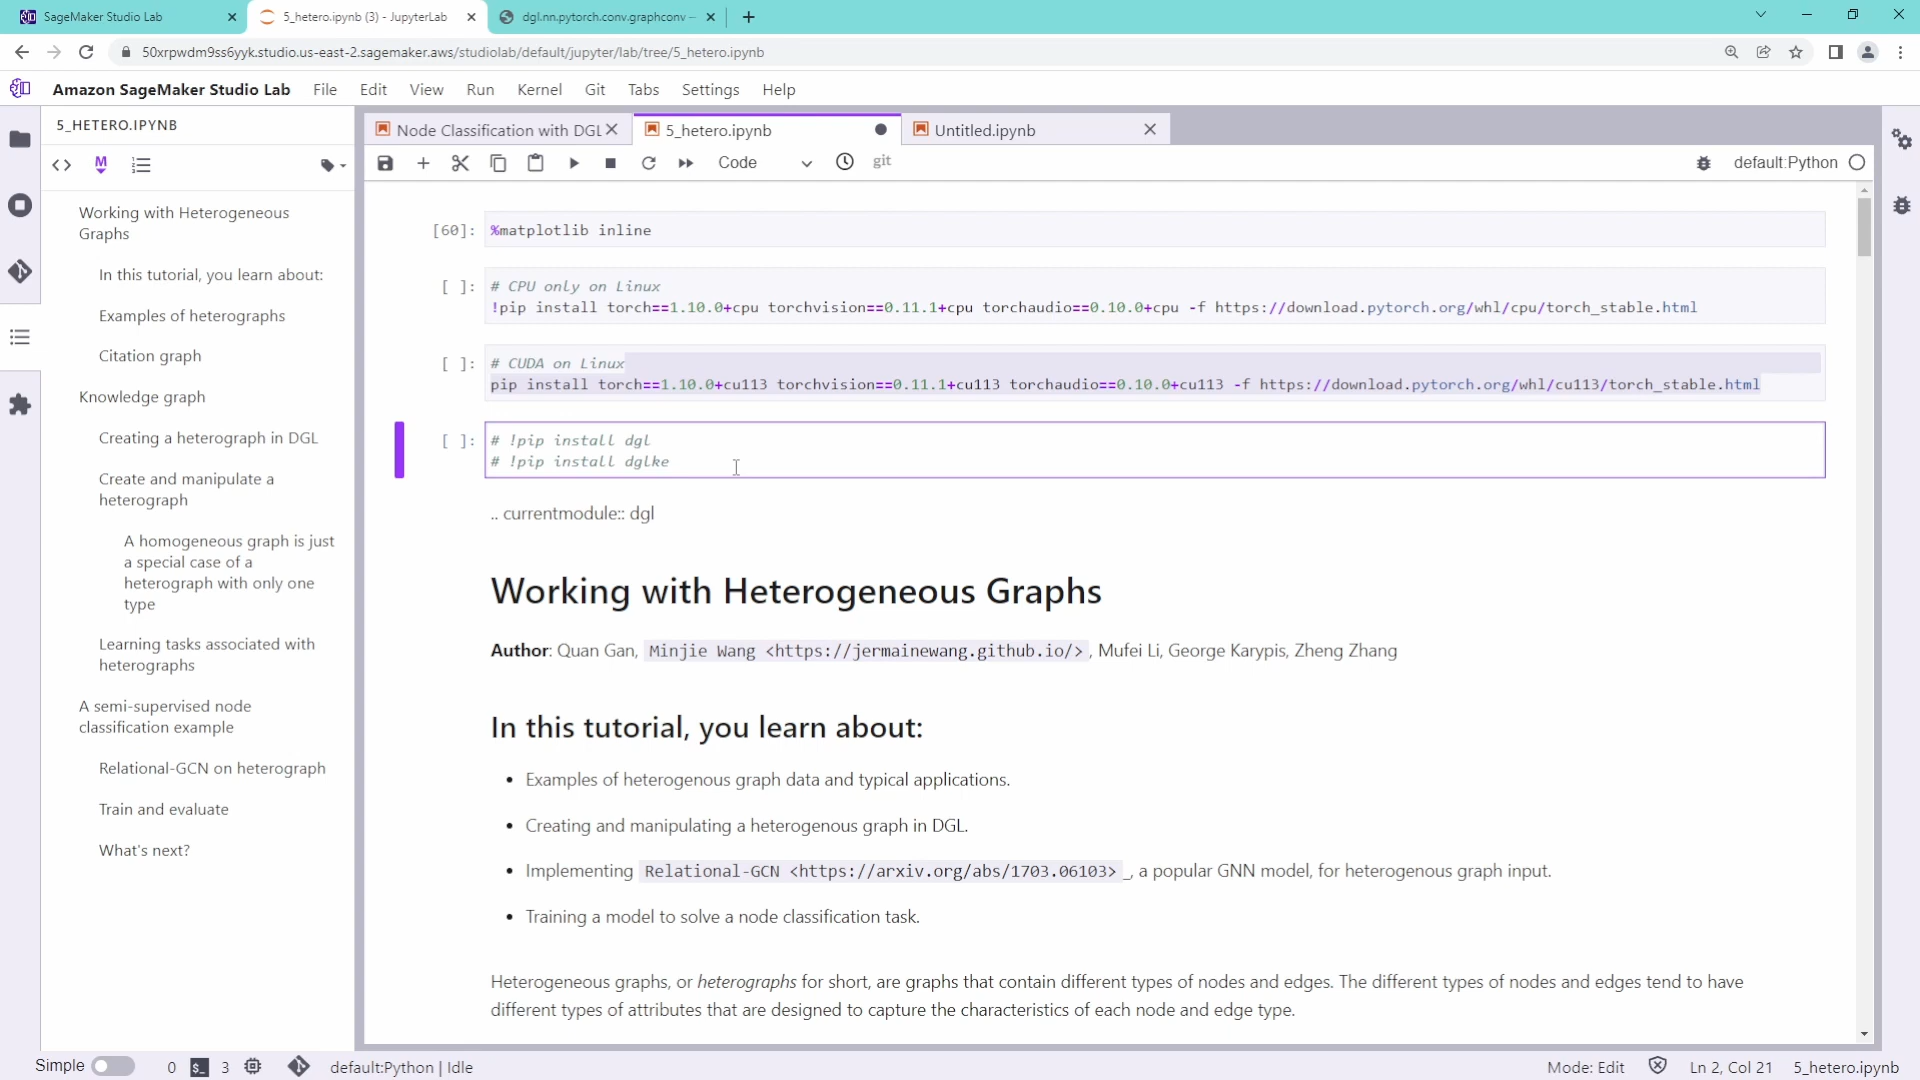 SageMaker Studio Lab
5_hetero.ipynb (3) - JupyterLab
dgl.nn.pytorch.conv.graphconv –
50xrpwdm9ss6yyk.studio.us-east-2.sagemaker.aws/studiolab/default/jupyter/lab/tree/5_hetero.ipynb
Amazon SageMaker Studio Lab File Edit View Run Kernel Git Tabs Settings Help
5_HETERO.IPYNB
Working with Heterogeneous
Graphs
In this tutorial, you learn about:
Examples of heterographs
Citation graph
Knowledge graph
Creating a heterograph in DGL
Create and manipulate a
heterograph
A homogeneous graph is just
a special case of a
heterograph with only one
type
Learning tasks associated with
heterographs
A semi-supervised node
classification example
Relational-GCN on heterograph
Train and evaluate
What's next?
Node Classification with DGL
5_hetero.ipynb
Untitled.ipynb
Code
git
default:Python
[60]: %matplotlib inline
[ ]: # CPU only on Linux
!pip install torch==1.10.0+cpu torchvision==0.11.1+cpu torchaudio==0.10.0+cpu -f https://download.pytorch.org/whl/cpu/torch_stable.html
[ ]: # CUDA on Linux
pip install torch==1.10.0+cu113 torchvision==0.11.1+cu113 torchaudio==0.10.0+cu113 -f https://download.pytorch.org/whl/cu113/torch_stable.html
[ ]: # !pip install dgl
# !pip install dglke
.. currentmodule:: dgl
Working with Heterogeneous Graphs
Author: Quan Gan, Minjie Wang <https://jermainewang.github.io/> , Mufei Li, George Karypis, Zheng Zhang
In this tutorial, you learn about:
• Examples of heterogenous graph data and typical applications.
• Creating and manipulating a heterogenous graph in DGL.
• Implementing Relational-GCN <https://arxiv.org/abs/1703.06103> _, a popular GNN model, for heterogenous graph input.
• Training a model to solve a node classification task.
Heterogeneous graphs, or heterographs for short, are graphs that contain different types of nodes and edges. The different types of nodes and edges tend to have
different types of attributes that are designed to capture the characteristics of each node and edge type.
Simple 0 $_ 3 default:Python | Idle Mode: Edit Ln 2, Col 21 5_hetero.ipynb